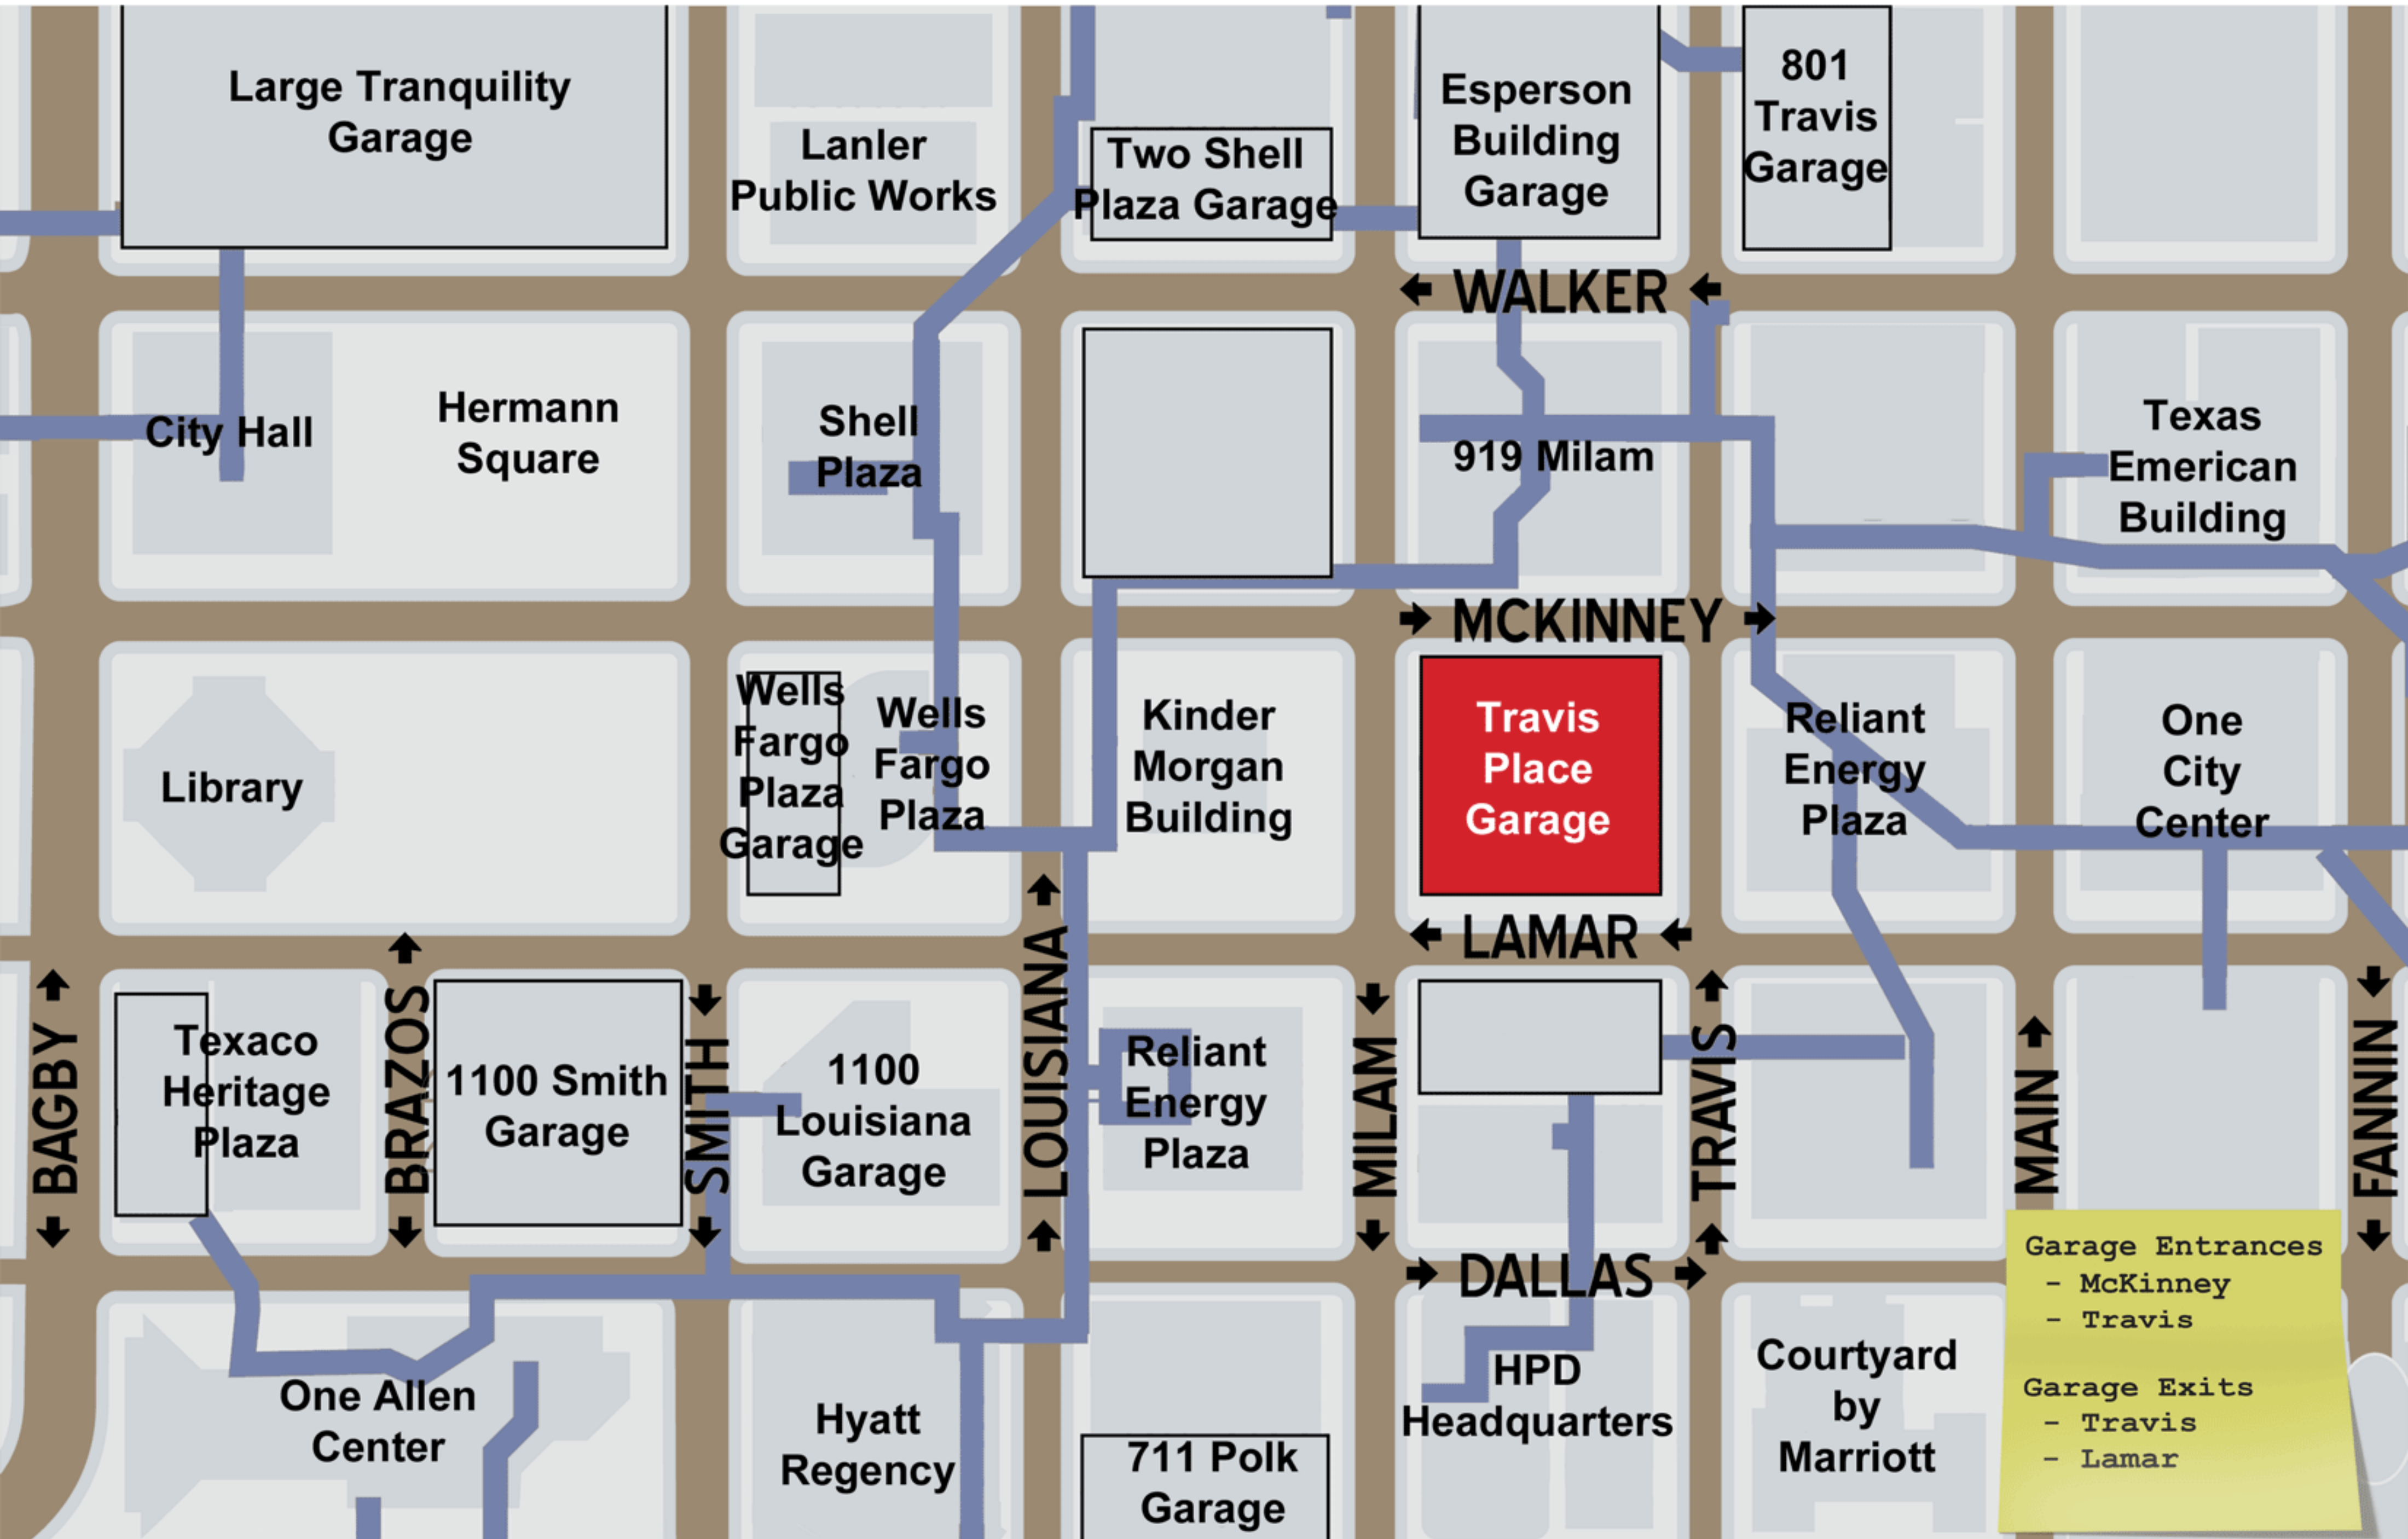 Large Tranquility
Garage
Lanler
Public Works
Two Shell
Plaza Garage
Esperson
Building
Garage
801
Travis
Garage
WALKER
City Hall
Hermann
Square
Shell
Plaza
919 Milam
Texas
Emerican
Building
MCKINNEY
Library
Wells
Fargo
Plaza
Garage
Wells
Fargo
Plaza
Kinder
Morgan
Building
Travis
Place
Garage
Reliant
Energy
Plaza
One
City
Center
LAMAR
BAGBY
Texaco
Heritage
Plaza
BRAZOS
1100 Smith
Garage
SMITH
1100
Louisiana
Garage
LOUISIANA
Reliant
Energy
Plaza
MILAM
TRAVIS
MAIN
FANNIN
DALLAS
One Allen
Center
Hyatt
Regency
711 Polk
Garage
HPD
Headquarters
Courtyard
by
Marriott
Garage Entrances
- McKinney
- Travis
Garage Exits
- Travis
- Lamar